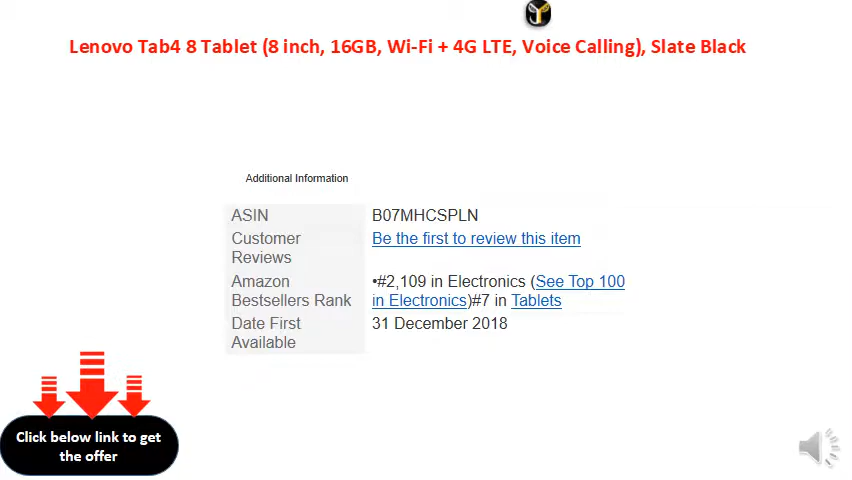 Lenovo Tab4 8 Tablet (8 inch, 16GB, Wi-Fi + 4G LTE, Voice Calling), Slate Black
Additional Information
ASIN B07MHCSPLN
Customer Be the first to review this item
Reviews
Amazon •#2,109 in Electronics (See Top 100
Bestsellers Rank in Electronics)#7 in Tablets
Date First 31 December 2018
Available
Click below link to get
the offer